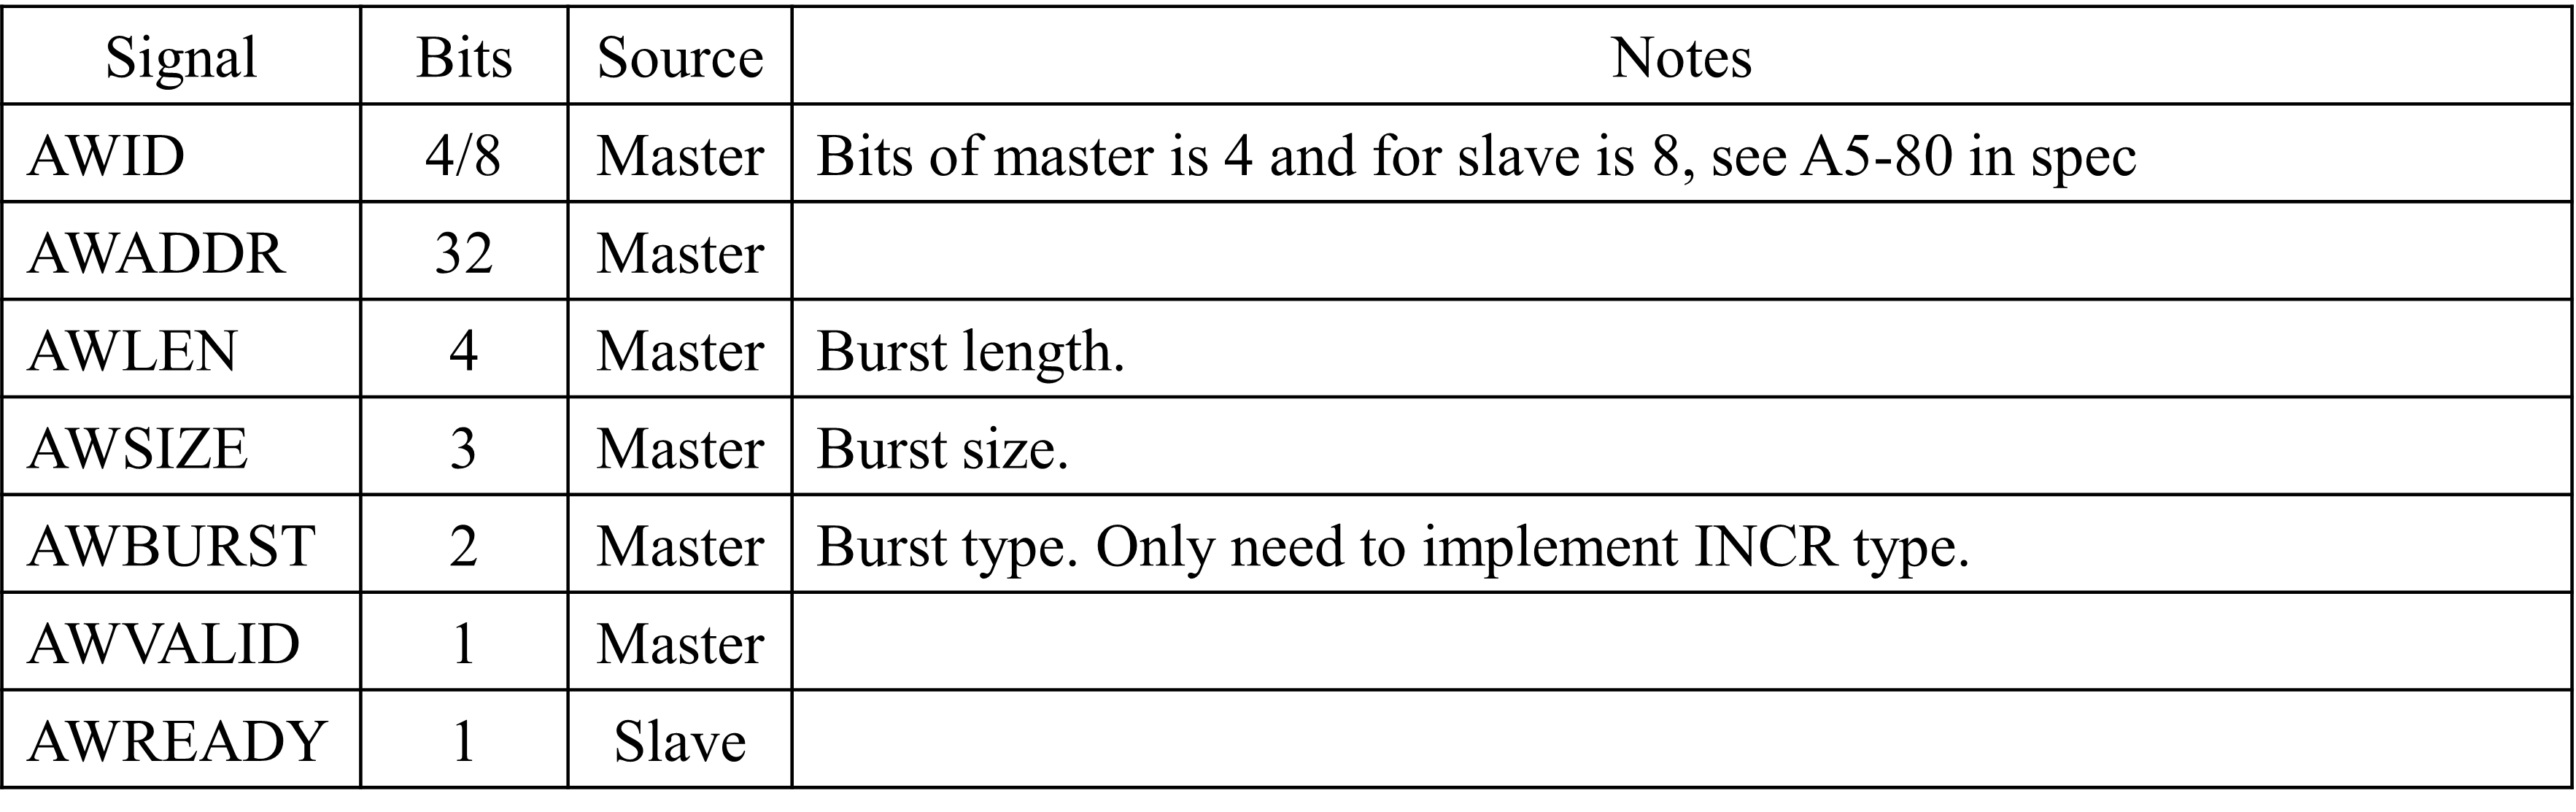 Signal Bits Source Notes
AWID 4/8 Master Bits of master is 4 and for slave is 8, see A5-80 in spec
AWADDR 32 Master
AWLEN 4 Master Burst length.
AWSIZE 3 Master Burst size.
AWBURST 2 Master Burst type. Only need to implement INCR type.
AWVALID 1 Master
AWREADY 1 Slave